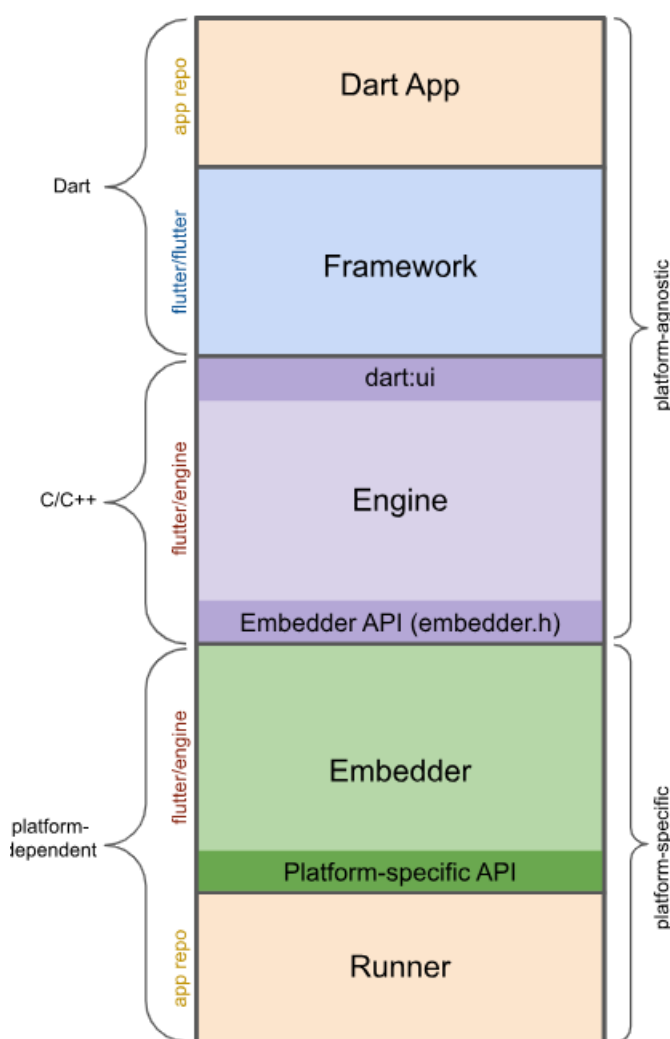 Dart App
app repo
Dart
flutter/flutter
Framework
platform-agnostic
dart:ui
C/C++
flutter/engine
Engine
Embedder API (embedder.h)
flutter/engine
Embedder
platform-
dependent
Platform-specific API
platform-specific
app repo
Runner